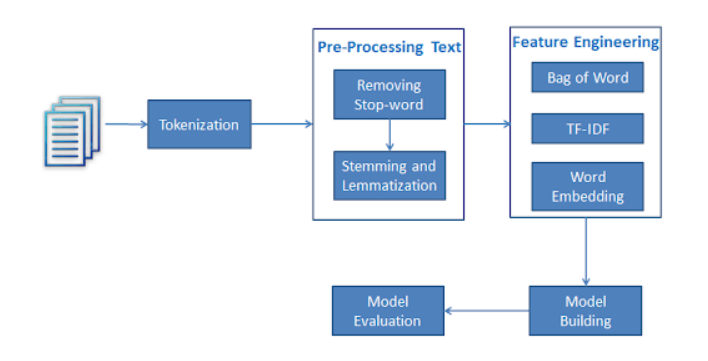 Pre-Processing Text
Feature Engineering
Tokenization
Removing
Stop-word
Stemming and
Lemmatization
Bag of Word
TF-IDF
Word
Embedding
Model
Building
Model
Evaluation